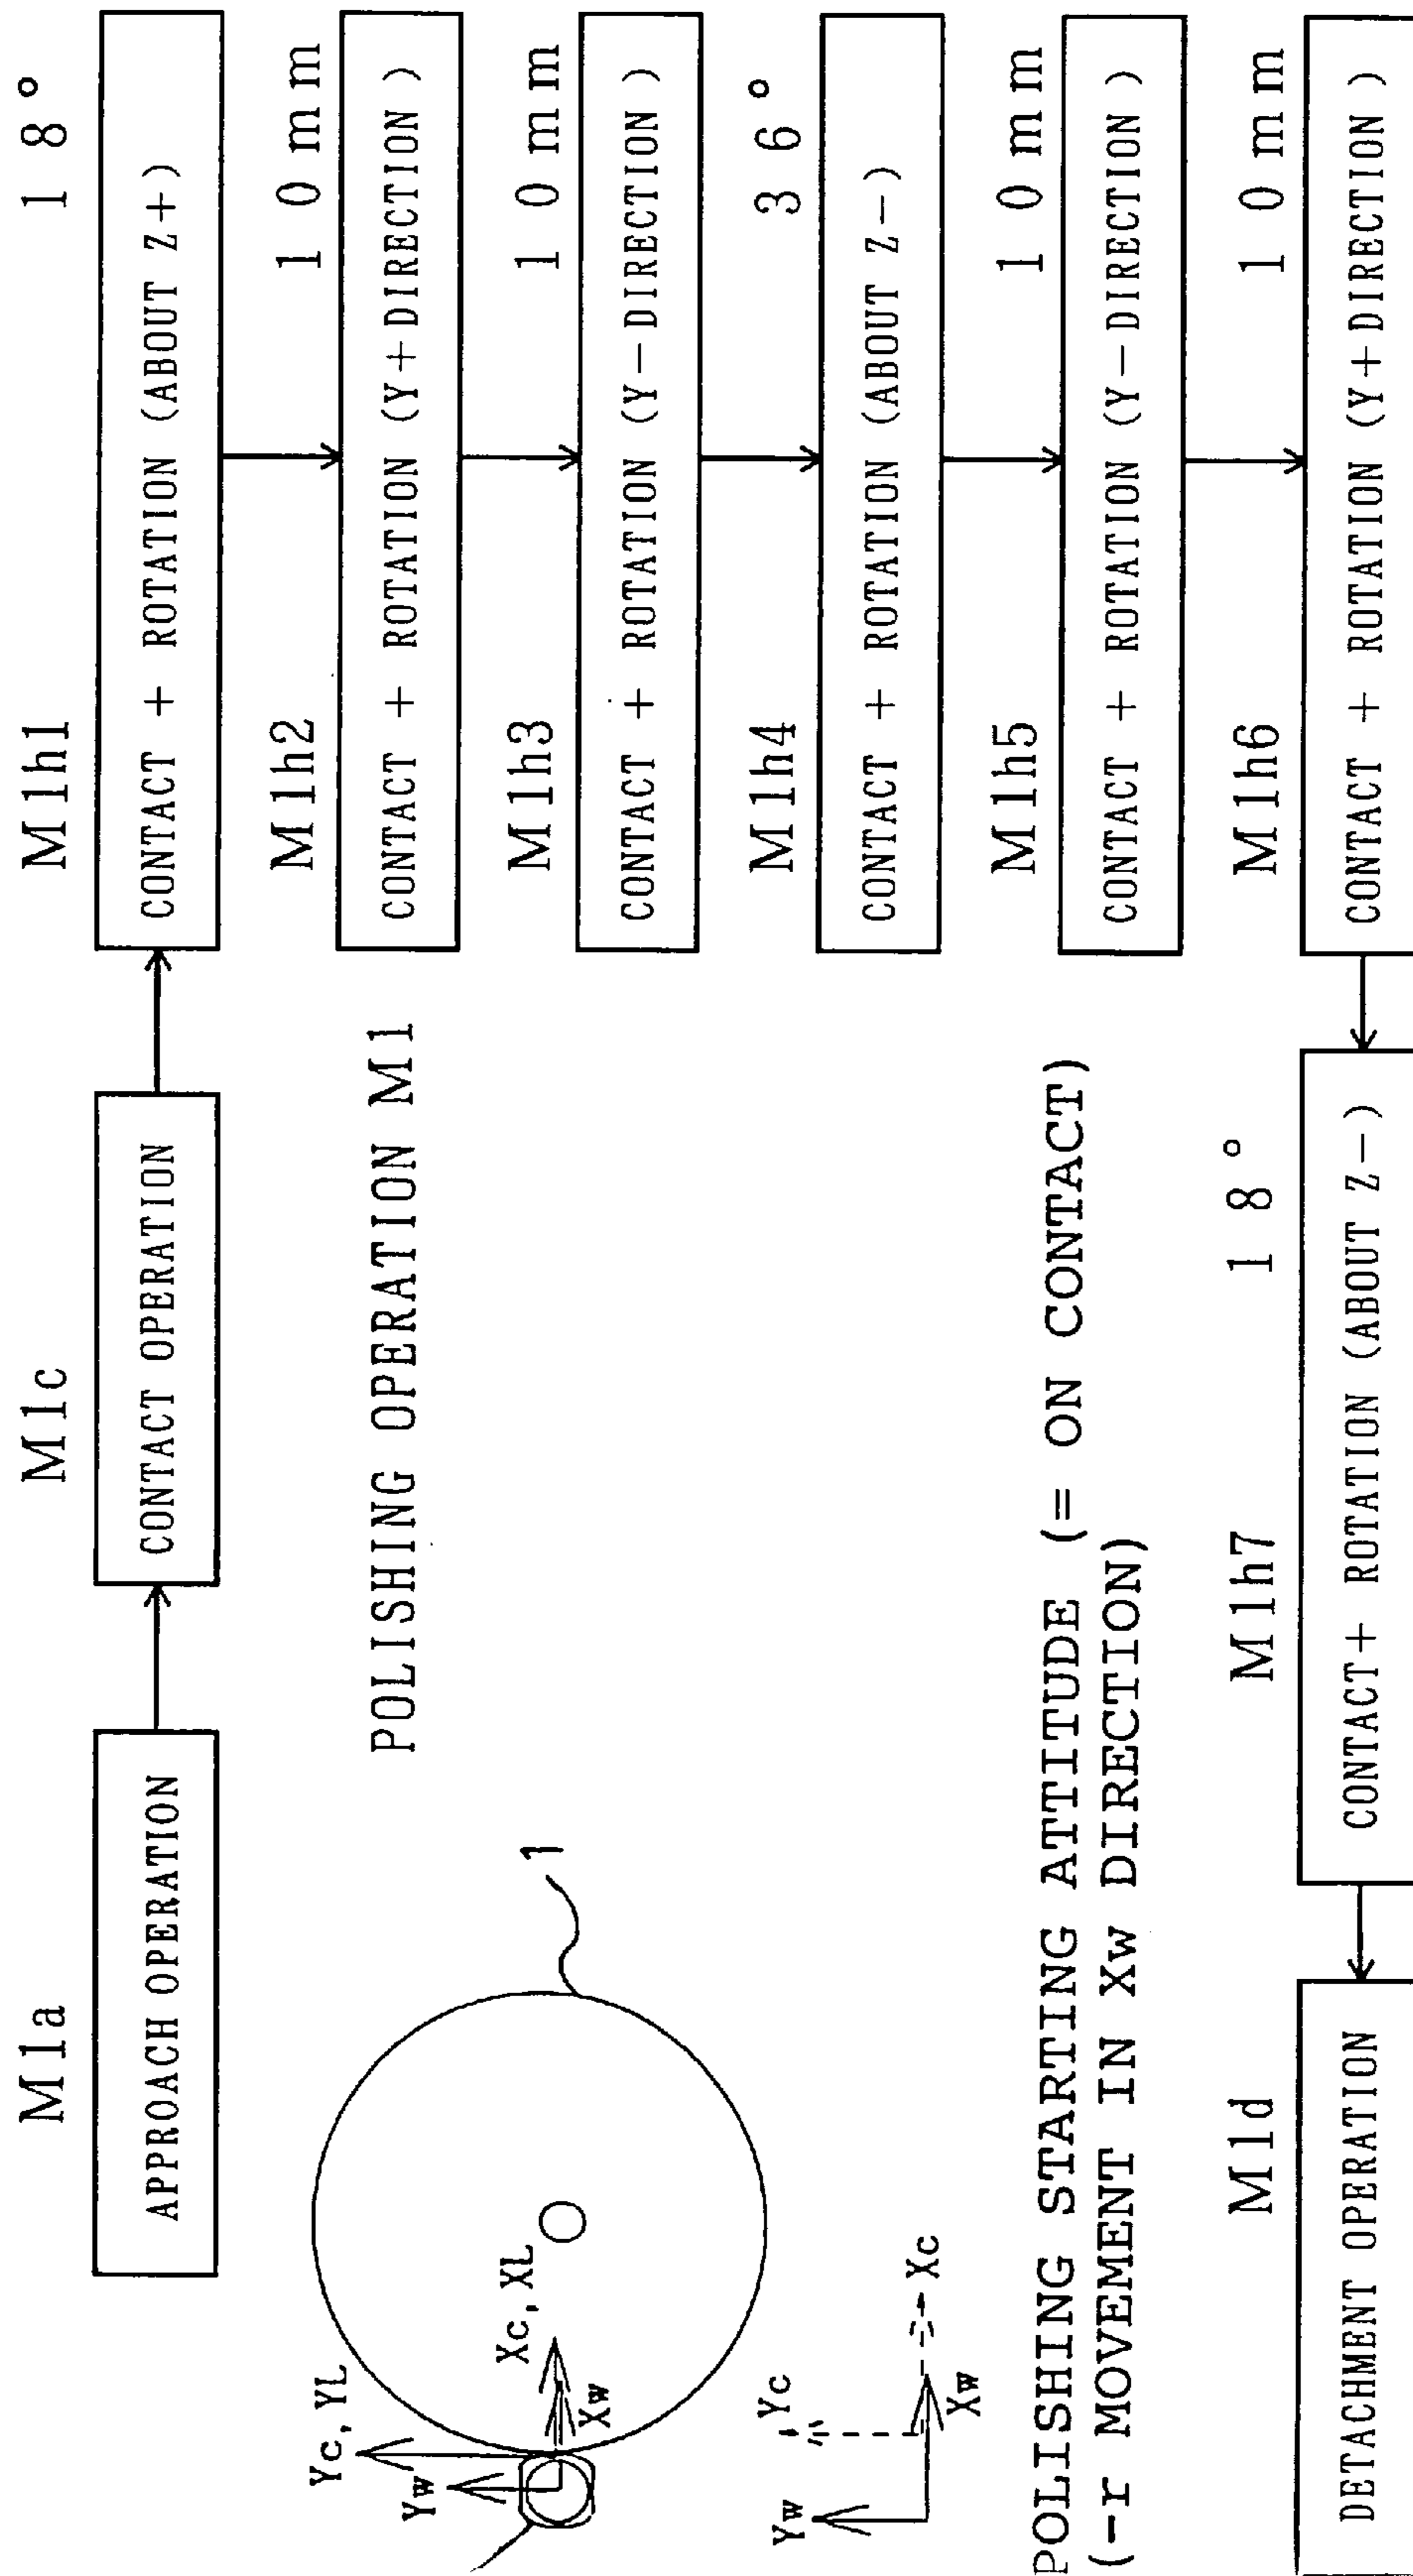 M1a
APPROACH OPERATION
M1c
CONTACT OPERATION
M1h1
18°
CONTACT + ROTATION (ABOUT Z+)
M1h2
10mm
CONTACT + ROTATION (Y+DIRECTION )
M1h3
10mm
CONTACT + ROTATION (Y-DIRECTION )
M1h4
36°
CONTACT + ROTATION (ABOUT Z-)
M1h5
10mm
CONTACT + ROTATION (Y-DIRECTION )
M1h6
10mm
CONTACT + ROTATION (Y+DIRECTION )
M1h7
18°
CONTACT+ ROTATION (ABOUT Z-)
M1d
DETACHMENT OPERATION
POLISHING OPERATION M1
1
Yc, YL
Yw
Xc, XL
Xw
Yw
Yc
Xw
Xc
POLISHING STARTING ATTITUDE (= ON CONTACT)
(-r MOVEMENT IN Xw DIRECTION)